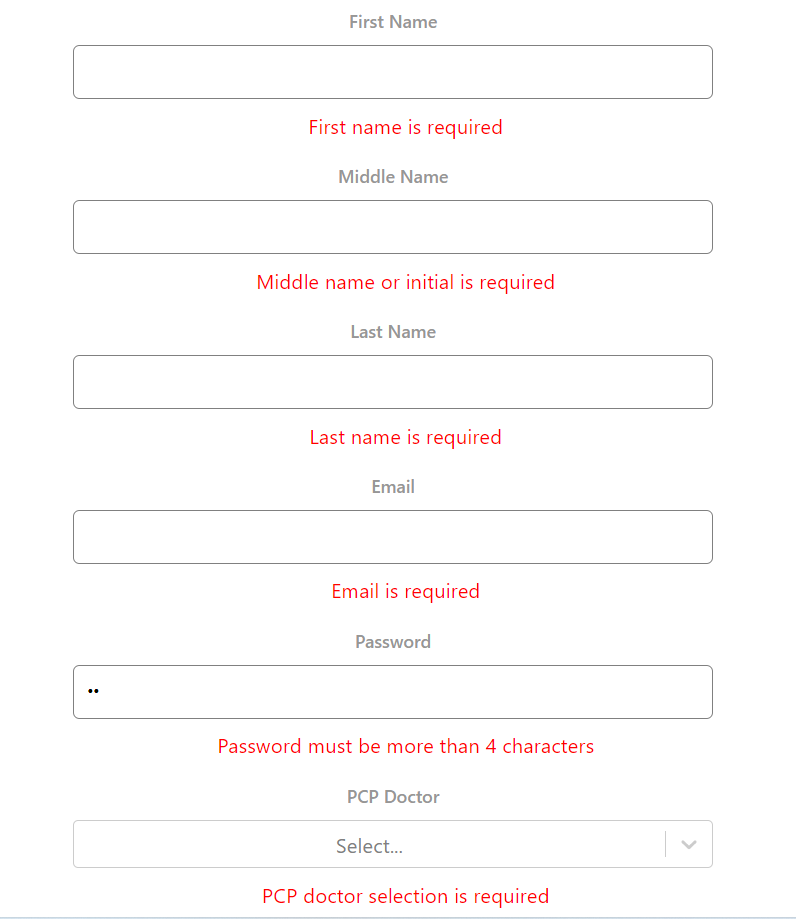 First Name
First name is required
Middle Name
Middle name or initial is required
Last Name
Last name is required
Email
Email is required
Password
••
Password must be more than 4 characters
PCP Doctor
Select...
PCP doctor selection is required